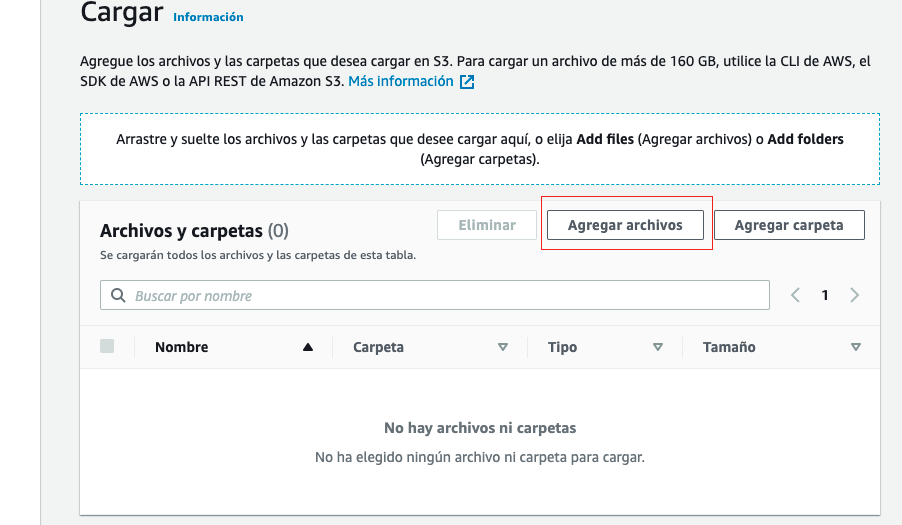 Cargar Información
Agregue los archivos y las carpetas que desea cargar en S3. Para cargar un archivo de más de 160 GB, utilice la CLI de AWS, el
SDK de AWS o la API REST de Amazon S3. Más información
Arrastre y suelte los archivos y las carpetas que desee cargar aquí, o elija Add files (Agregar archivos) o Add folders
(Agregar carpetas).
Archivos y carpetas (0) Eliminar Agregar archivos Agregar carpeta
Se cargarán todos los archivos y las carpetas de esta tabla.
Buscar por nombre 1
Nombre Carpeta Tipo Tamaño
No hay archivos ni carpetas
No ha elegido ningún archivo ni carpeta para cargar.